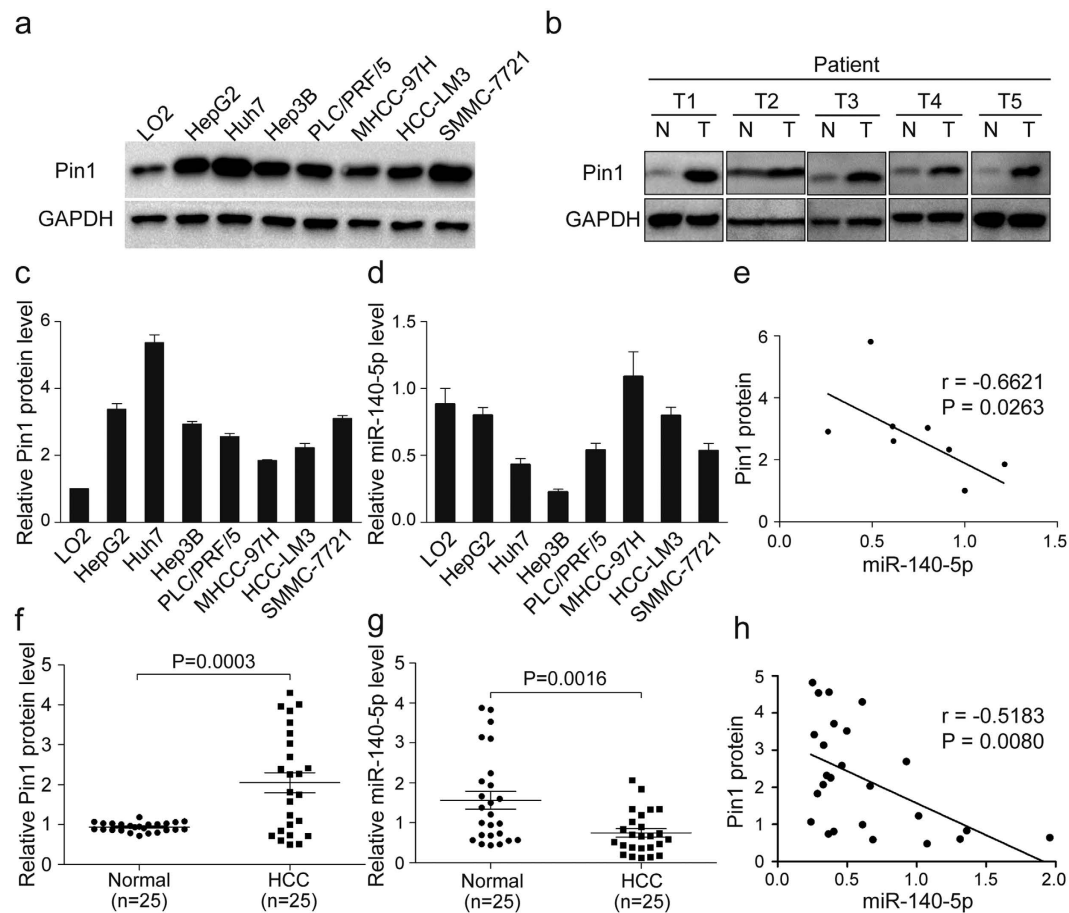 a
LO2
HepG2
Huh7
Hep3B
PLC/PRF/5
MHCC-97H
HCC-LM3
SMMC-7721
Pin1
GAPDH
b
Patient
T1 T2 T3 T4 T5
N T N T N T N T N T
Pin1
GAPDH
c
Relative Pin1 protein level
6
4
2
0
LO2
HepG2
Huh7
Hep3B
PLC/PRF/5
MHCC-97H
HCC-LM3
SMMC-7721
d
Relative miR-140-5p level
1.5
1.0
0.5
0.0
LO2
HepG2
Huh7
Hep3B
PLC/PRF/5
MHCC-97H
HCC-LM3
SMMC-7721
e
Pin1 protein
6
4
2
0
r = -0.6621
P = 0.0263
0.0 0.5 1.0 1.5
miR-140-5p
f
Relative Pin1 protein level
5
4
3
2
1
0
P=0.0003
Normal HCC
(n=25) (n=25)
g
Relative miR-140-5p level
5
4
3
2
1
0
P=0.0016
Normal HCC
(n=25) (n=25)
h
Pin1 protein
5
4
3
2
1
0
r = -0.5183
P = 0.0080
0.0 0.5 1.0 1.5 2.0
miR-140-5p